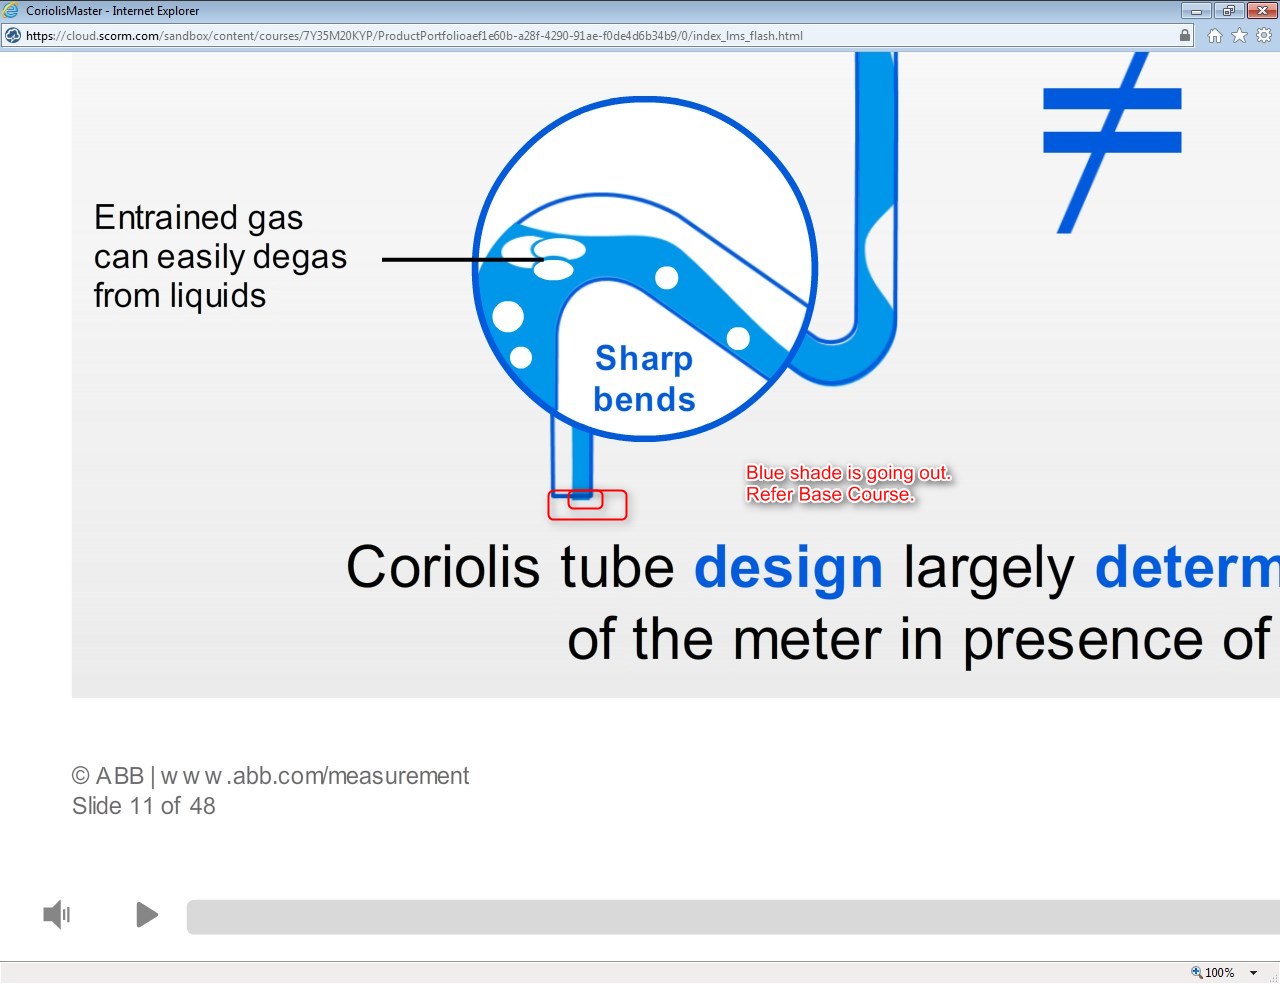 CoriolisMaster - Internet Explorer
https://cloud.scorm.com/sandbox/content/courses/7Y35M20KYP/ProductPortfolioaef1e60b-a28f-4290-91ae-f0de4d6b34b9/0/index_lms_flash.html
≠
Entrained gas
can easily degas
from liquids
Sharp
bends
Blue shade is going out.
Refer Base Course.
Coriolis tube design largely determ
of the meter in presence of
© ABB | www.abb.com/measurement
Slide 11 of 48
100%